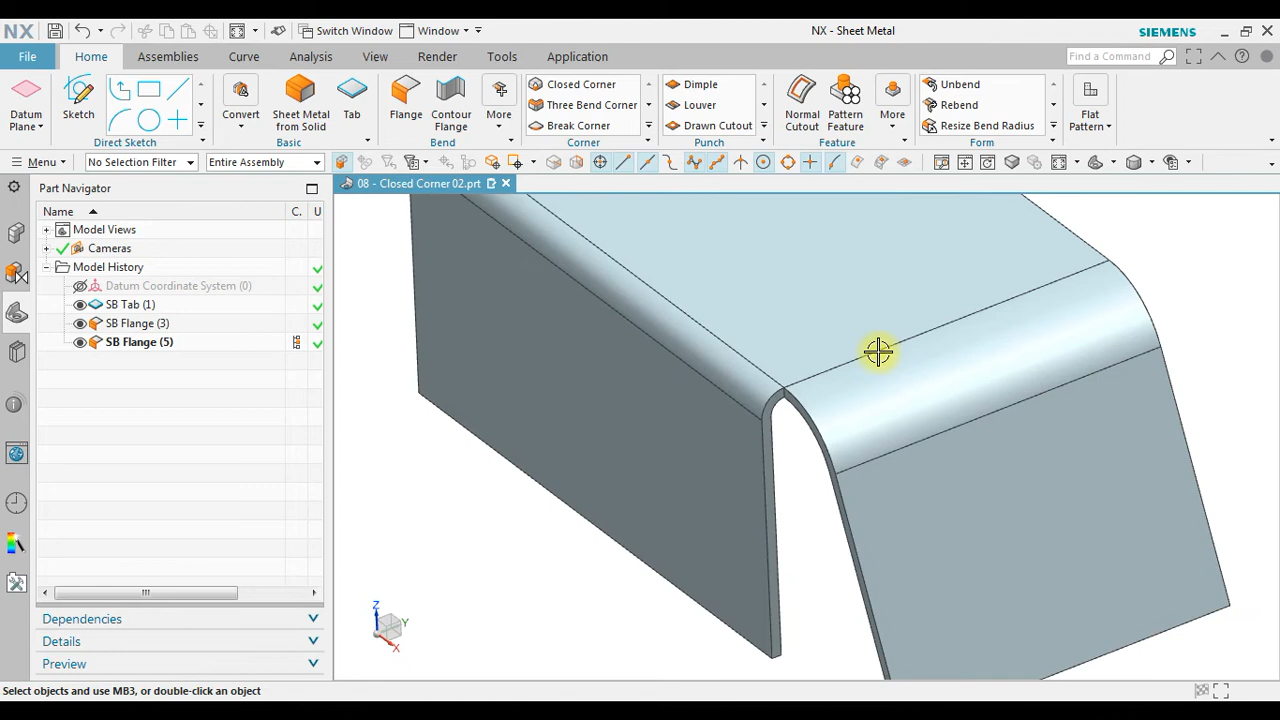 NX
Switch Window
Window
NX - Sheet Metal
SIEMENS
File
Home
Assemblies
Curve
Analysis
View
Render
Tools
Application
Find a Command
Datum
Plane
Sketch
Direct Sketch
Convert
Sheet Metal
from Solid
Tab
Basic
Flange
Contour
Flange
More
Bend
Closed Corner
Three Bend Corner
Break Corner
Corner
Dimple
Louver
Drawn Cutout
Punch
Normal
Cutout
Pattern
Feature
More
Feature
Unbend
Rebend
Resize Bend Radius
Form
Flat
Pattern
Menu
No Selection Filter
Entire Assembly
Part Navigator
08 - Closed Corner 02.prt
Name
C.
U
Model Views
Cameras
Model History
Datum Coordinate System (0)
SB Tab (1)
SB Flange (3)
SB Flange (5)
Dependencies
Details
Preview
Z
Y
X
Select objects and use MB3, or double-click an object